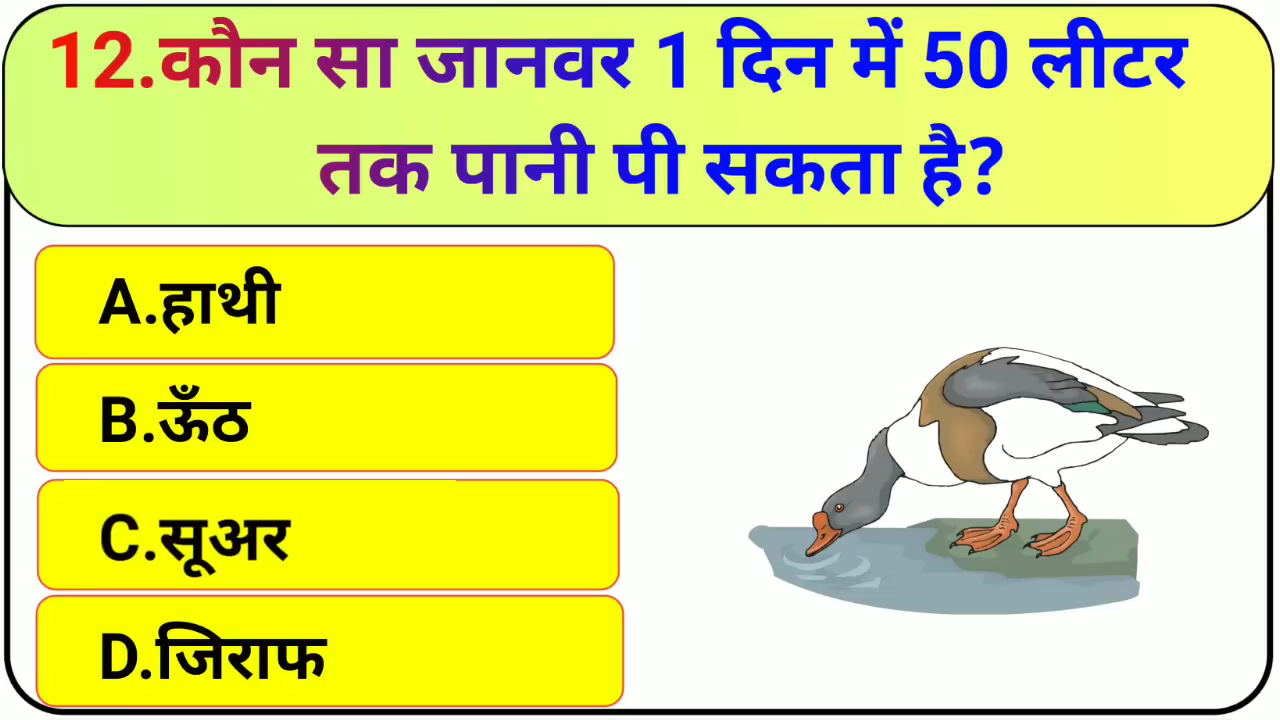 12.कौन सा जानवर 1 दिन में 50 लीटर
तक पानी पी सकता है?
A.हाथी
B.ऊँठ
C.सूअर
D.जिराफ